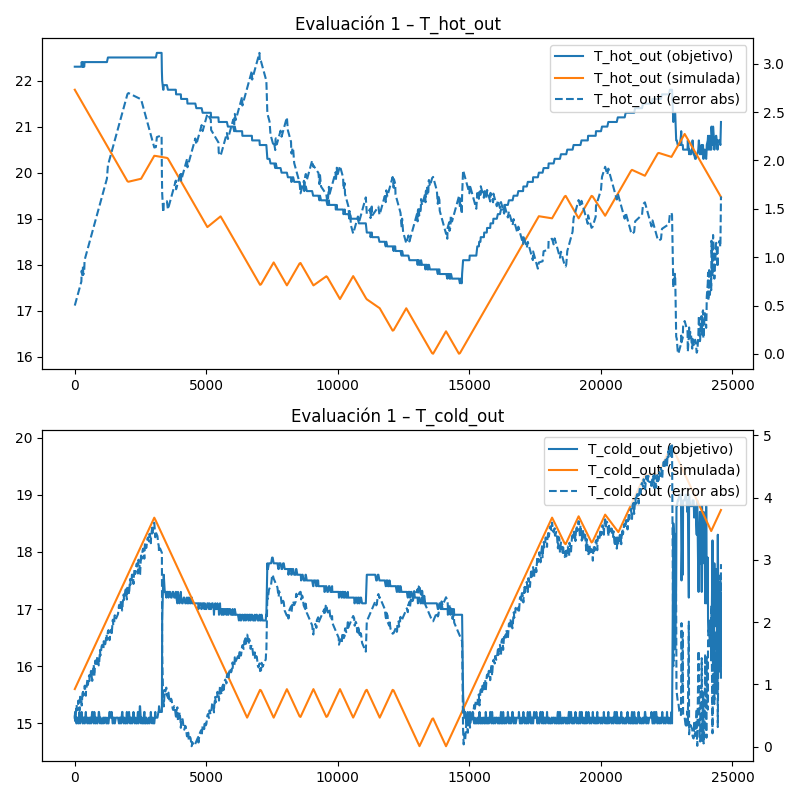 Evaluación 1 – T_hot_out
T_hot_out (objetivo)
T_hot_out (simulada)
T_hot_out (error abs)
22
21
20
19
18
17
16
3.0
2.5
2.0
1.5
1.0
0.5
0.0
0 5000 10000 15000 20000 25000
Evaluación 1 – T_cold_out
T_cold_out (objetivo)
T_cold_out (simulada)
T_cold_out (error abs)
20
19
18
17
16
15
5
4
3
2
1
0
0 5000 10000 15000 20000 25000